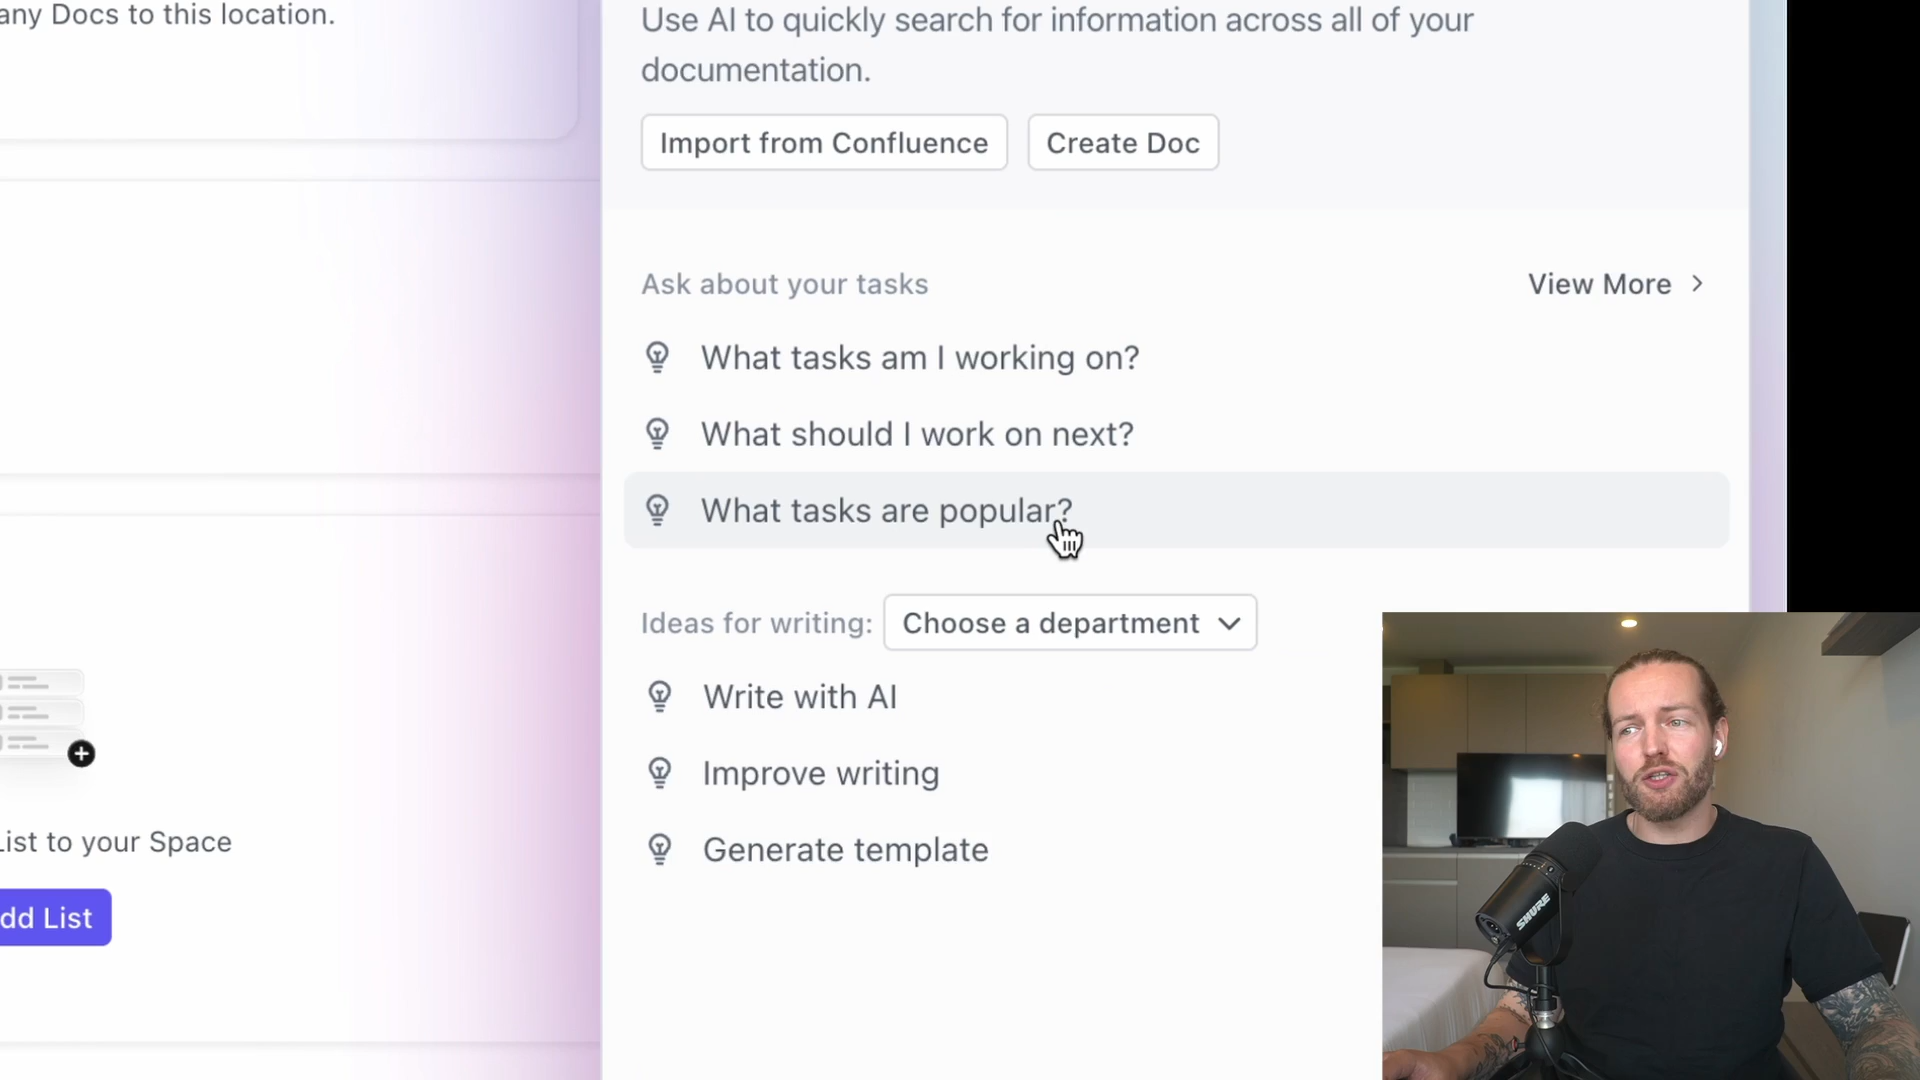 any Docs to this location.
Use AI to quickly search for information across all of your
documentation.
Import from Confluence
Create Doc
Ask about your tasks
View More
What tasks am I working on?
What should I work on next?
What tasks are popular?
Ideas for writing:
Choose a department
Write with AI
Improve writing
Generate template
List to your Space
dd List
SHURE